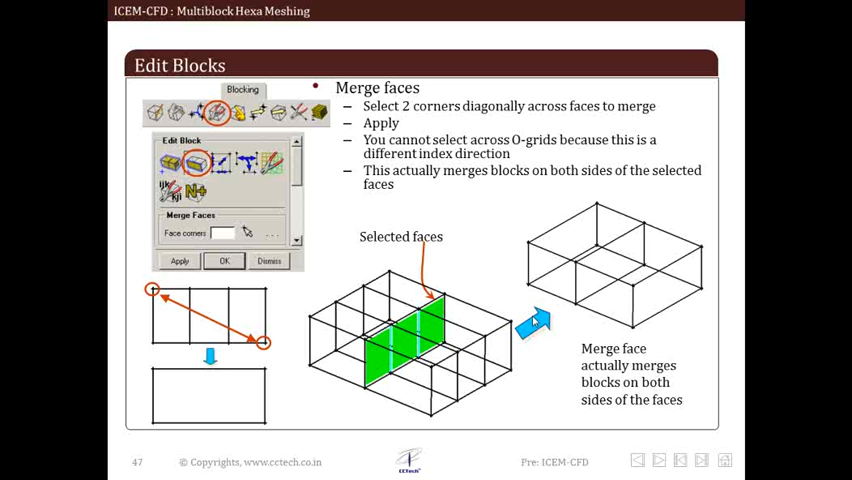 ICEM-CFD : Multiblock Hexa Meshing
Edit Blocks
Blocking
Edit Block
ijk
kji
N+
Merge Faces
Face corners
. . .
Apply
OK
Dismiss
• Merge faces
– Select 2 corners diagonally across faces to merge
– Apply
– You cannot select across O-grids because this is a
different index direction
– This actually merges blocks on both sides of the selected
faces
Selected faces
Merge face
actually merges
blocks on both
sides of the faces
47
© Copyrights, www.cctech.co.in
CCTech
Pre: ICEM-CFD